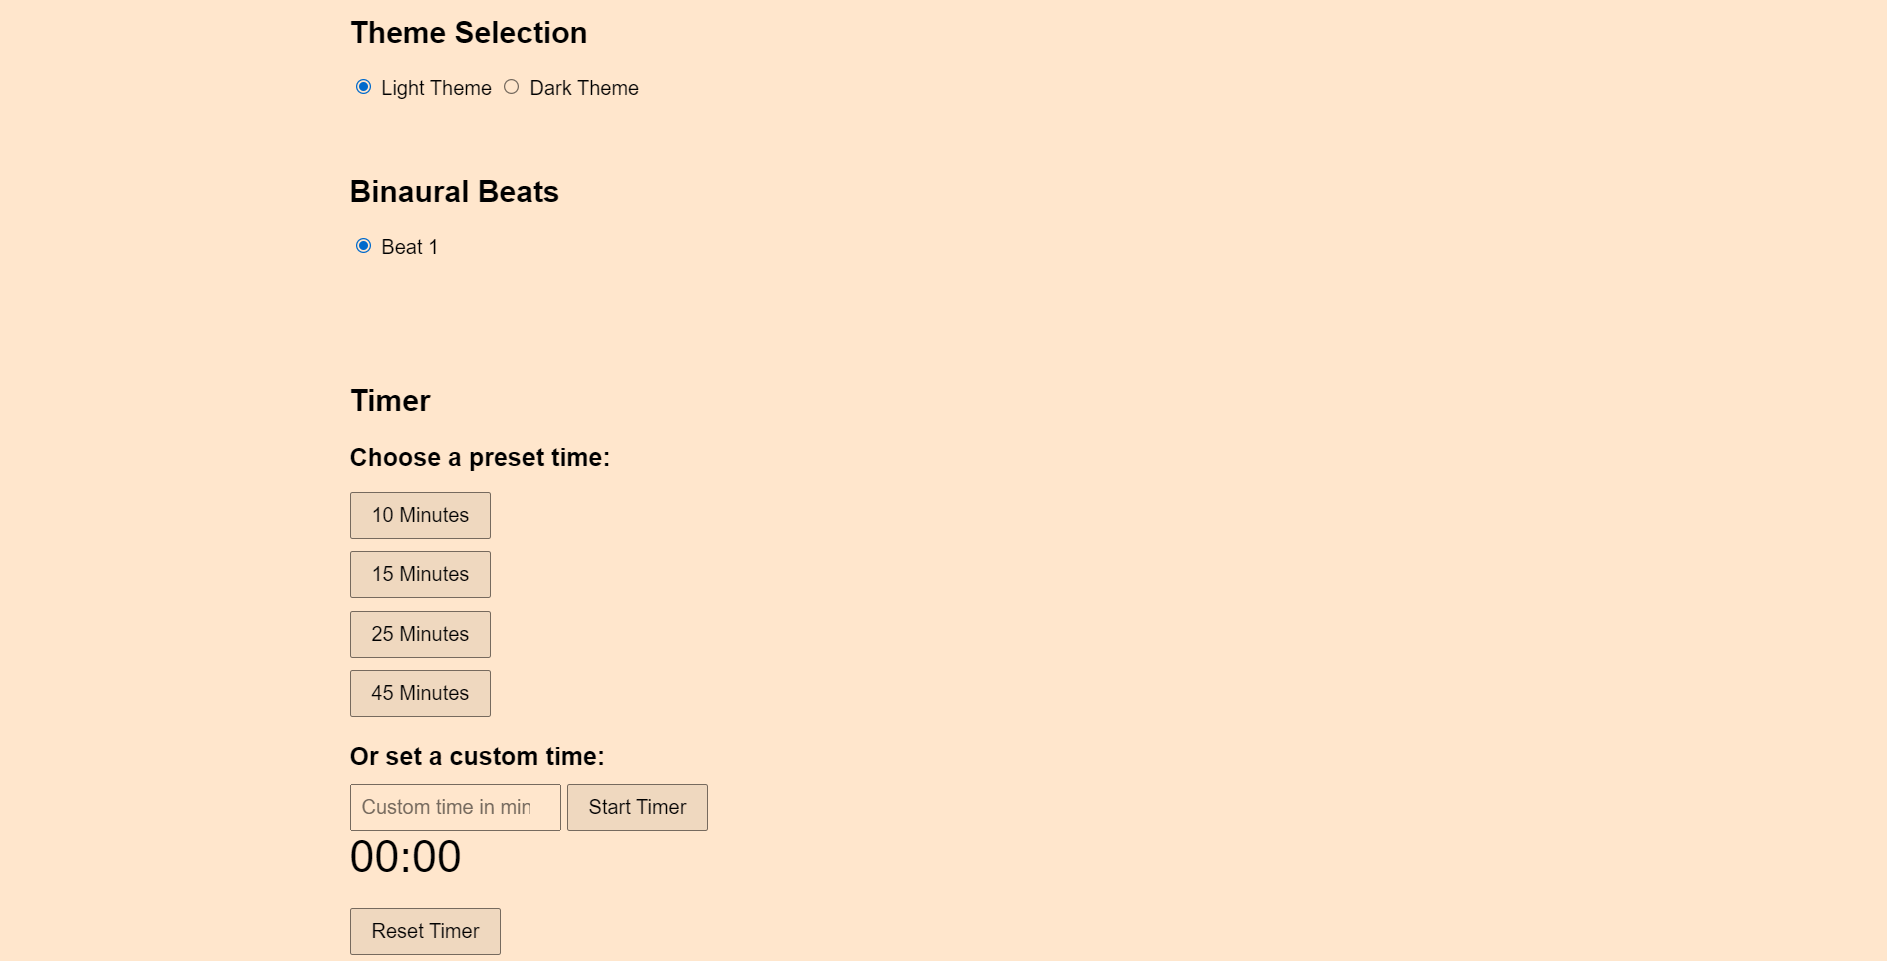 Theme Selection
Light Theme Dark Theme
Binaural Beats
Beat 1
Timer
Choose a preset time:
10 Minutes
15 Minutes
25 Minutes
45 Minutes
Or set a custom time:
Custom time in min Start Timer
00:00
Reset Timer